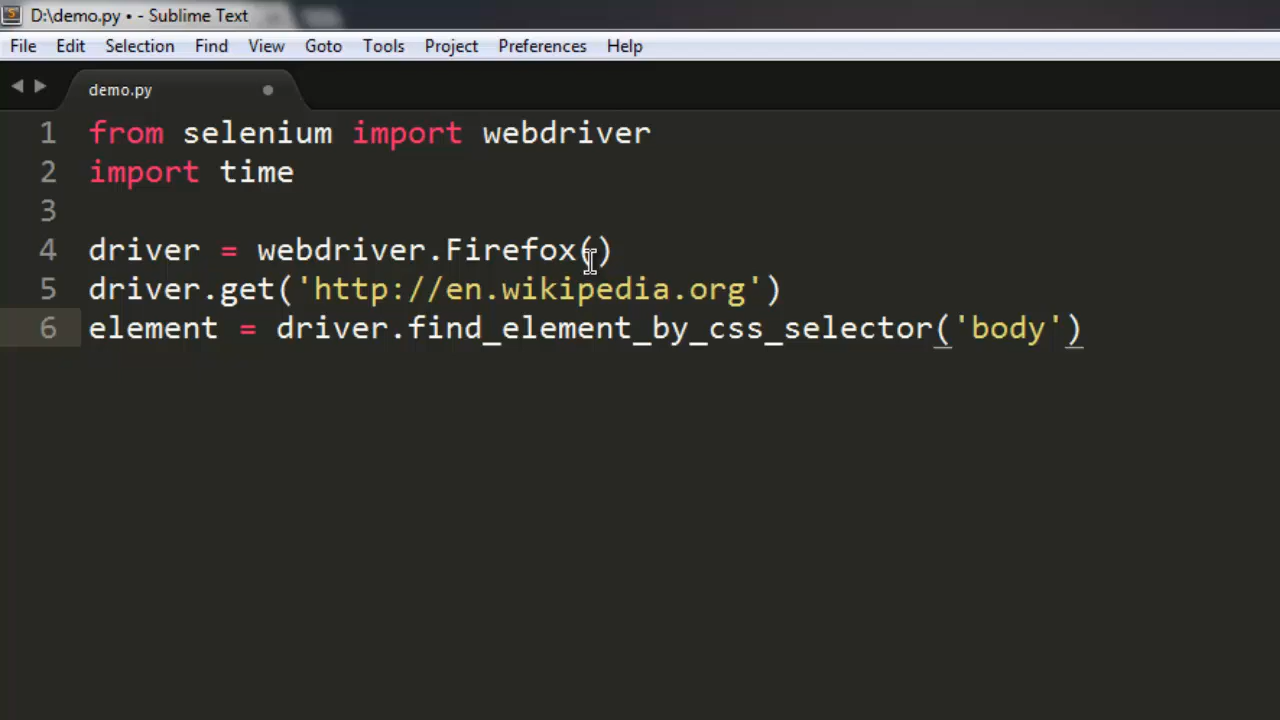 D:\demo.py • - Sublime Text
File Edit Selection Find View Goto Tools Project Preferences Help
demo.py
1 from selenium import webdriver
2 import time
3
4 driver = webdriver.Firefox()
5 driver.get('http://en.wikipedia.org')
6 element = driver.find_element_by_css_selector('body')